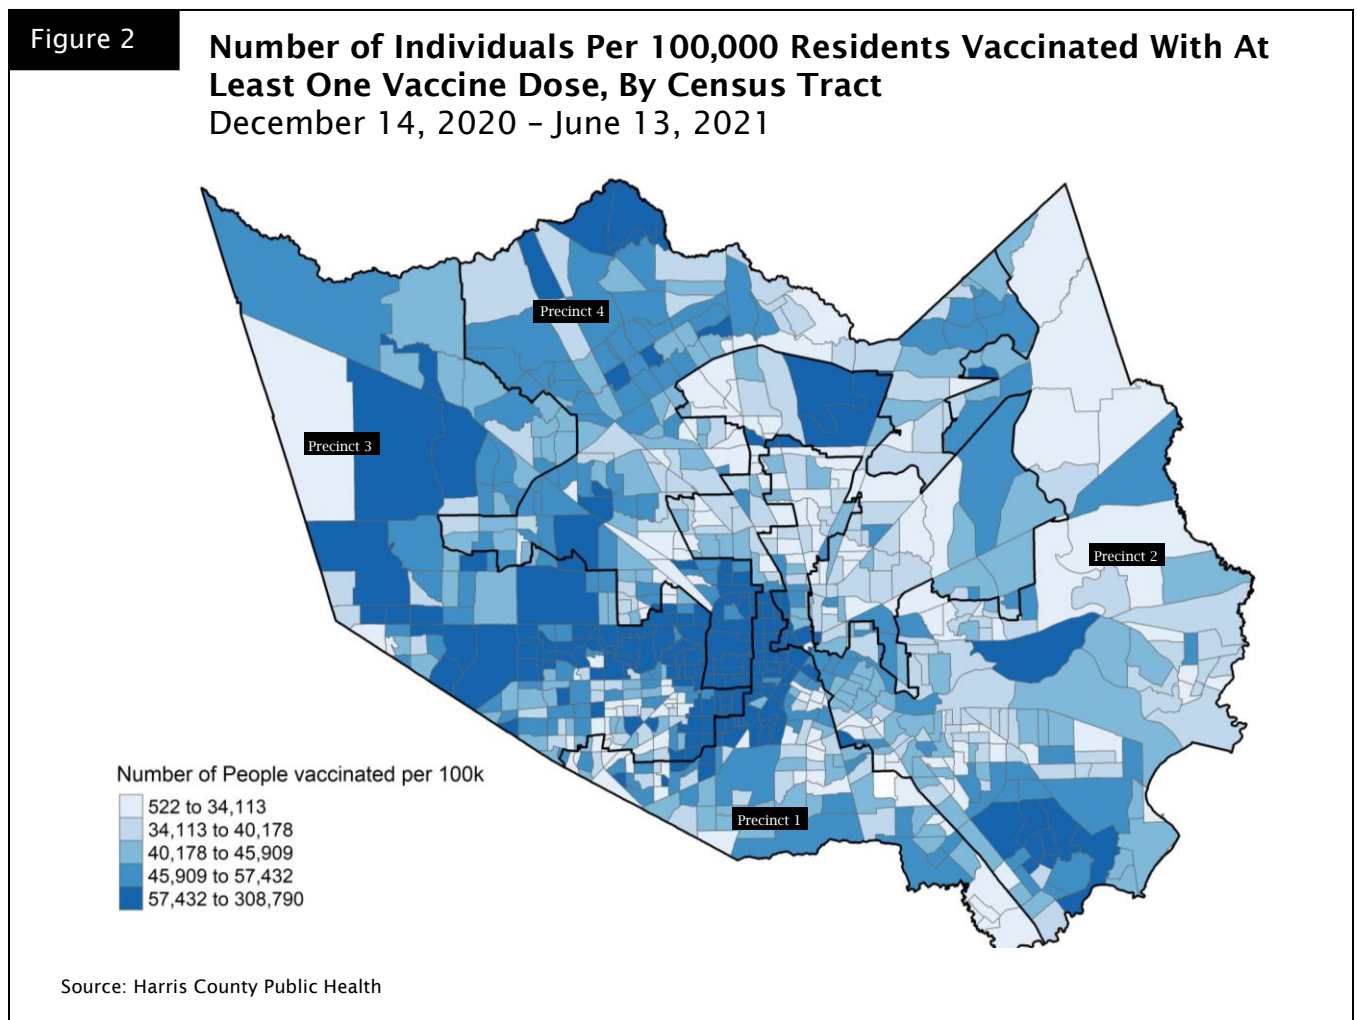 Figure 2
Number of Individuals Per 100,000 Residents Vaccinated With At
Least One Vaccine Dose, By Census Tract
December 14, 2020 – June 13, 2021
Precinct 4
Precinct 3
Precinct 2
Precinct 1
Number of People vaccinated per 100k
522 to 34,113
34,113 to 40,178
40,178 to 45,909
45,909 to 57,432
57,432 to 308,790
Source: Harris County Public Health